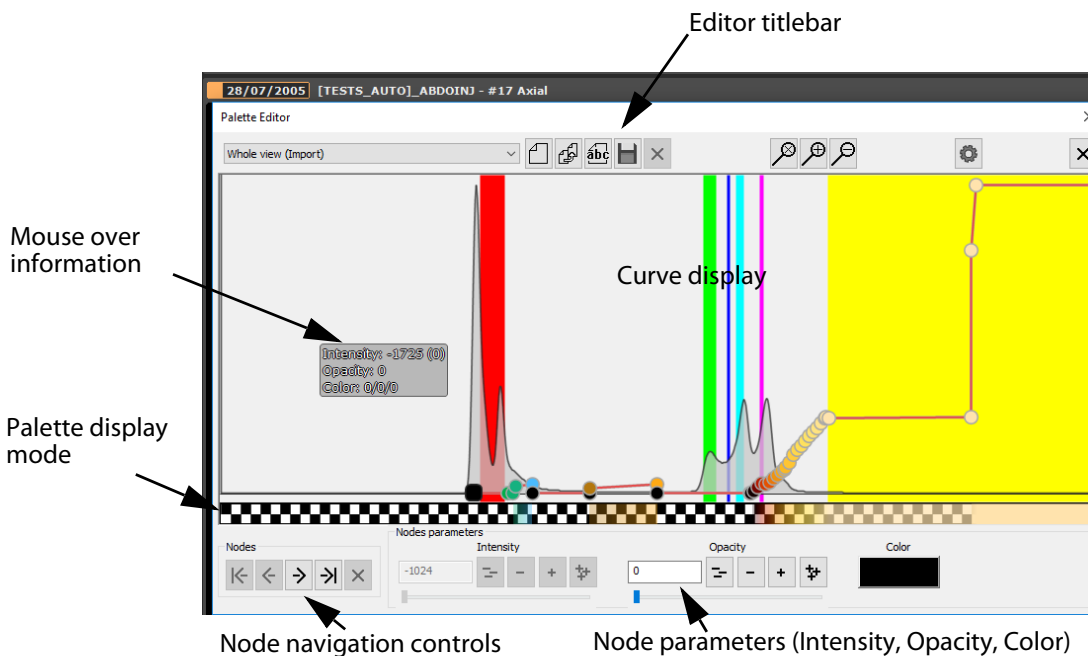 Editor titlebar
28/07/2005 [TESTS_AUTO]_ABDOINJ - #17 Axial
Palette Editor
Whole view (Import)
abc
Mouse over
information
Curve display
Intensity: -1725 (0)
Opacity: 0
Color: 0/0/0
Palette display
mode
Nodes
Nodes parameters
Intensity
Opacity
Color
-1024
0
Node navigation controls
Node parameters (Intensity, Opacity, Color)